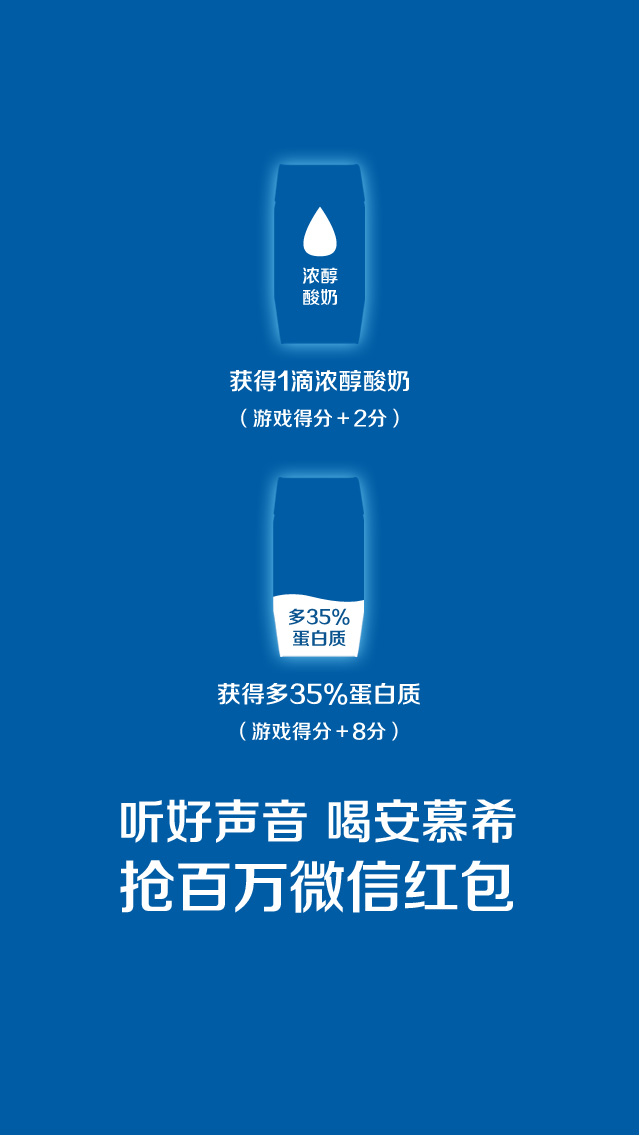 浓醇
酸奶
获得1滴浓醇酸奶
（游戏得分+2分）
多35%
蛋白质
获得多35%蛋白质
（游戏得分+8分）
听好声音 喝安慕希
抢百万微信红包